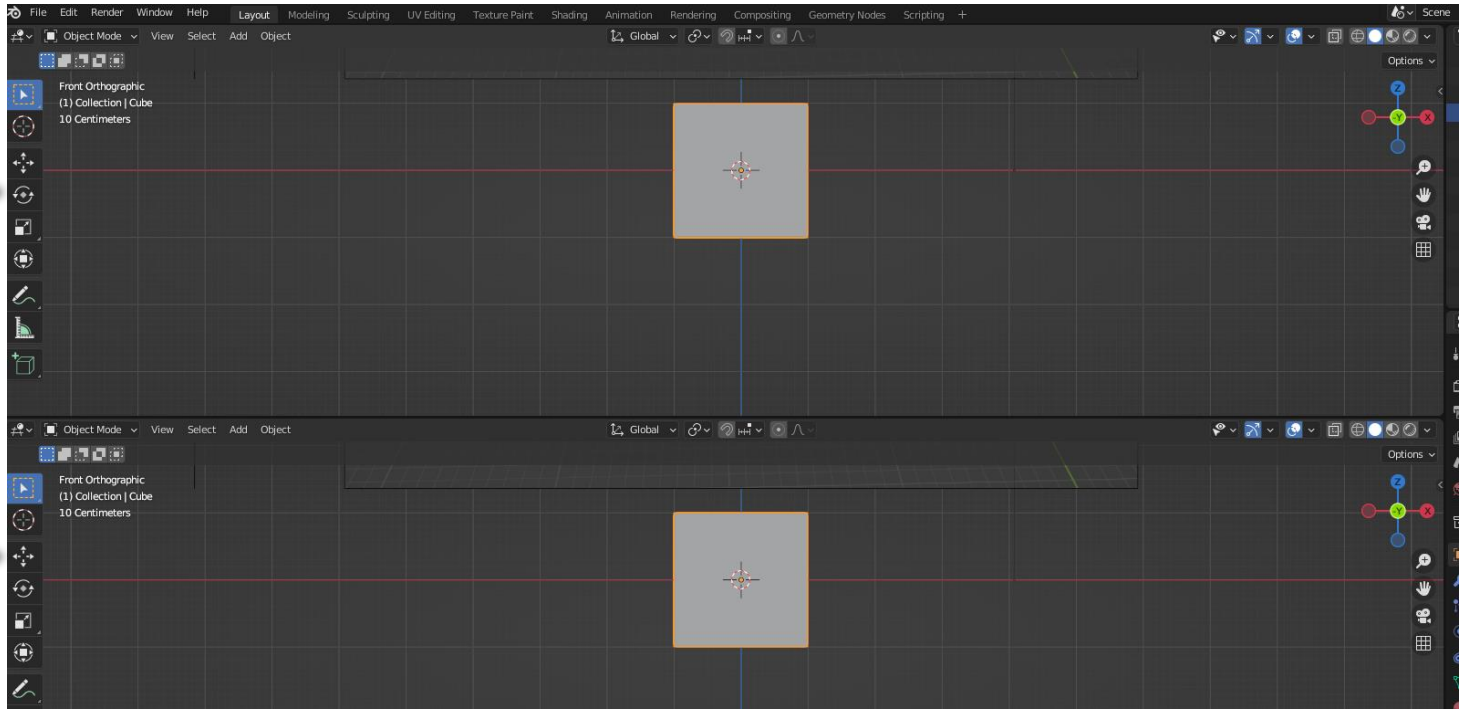 File Edit Render Window Help Layout Modeling Sculpting UV Editing Texture Paint Shading Animation Rendering Compositing Geometry Nodes Scripting + Scene
Object Mode View Select Add Object Global
Options
Front Orthographic
(1) Collection | Cube
10 Centimeters
Z
-Y X
Object Mode View Select Add Object Global
Options
Front Orthographic
(1) Collection | Cube
10 Centimeters
Z
-Y X